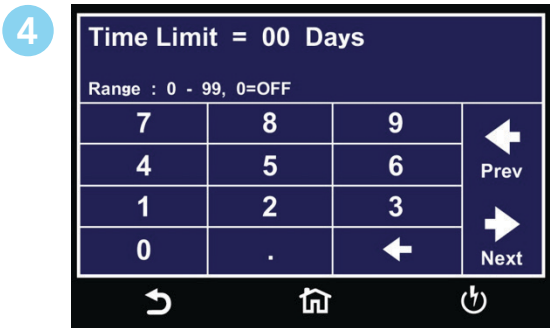 4
Time Limit = 00 Days
Range : 0 - 99, 0=OFF
7 8 9
4 5 6 Prev
1 2 3
0 . Next